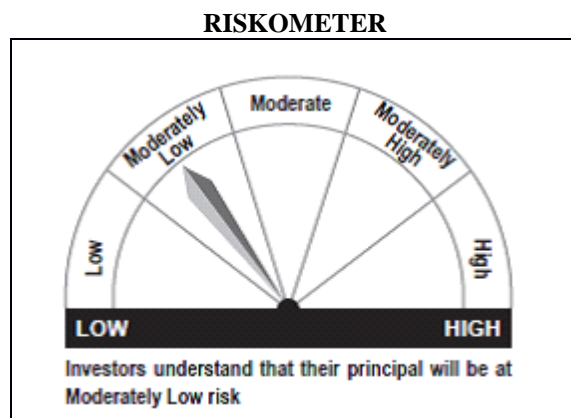 RISKOMETER
Low
Moderately
Low
Moderate
Moderately
High
High
LOW
HIGH
Investors understand that their principal will be at
Moderately Low risk